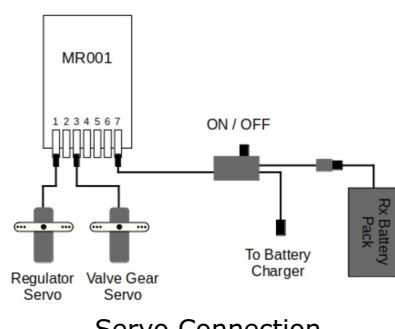 MR001
1 2 3 4 5 6 7
ON / OFF
Rx Battery
Pack
To Battery
Charger
Regulator
Servo
Valve Gear
Servo
Servo Connection